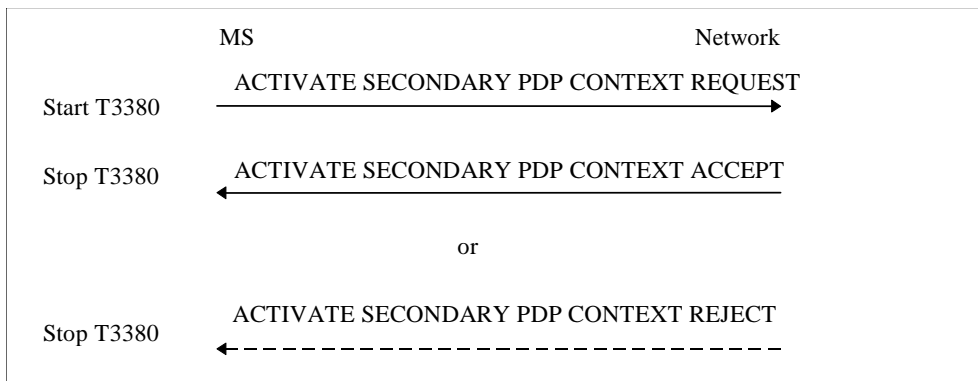 MS Network
ACTIVATE SECONDARY PDP CONTEXT REQUEST
Start T3380
ACTIVATE SECONDARY PDP CONTEXT ACCEPT
Stop T3380
or
ACTIVATE SECONDARY PDP CONTEXT REJECT
Stop T3380